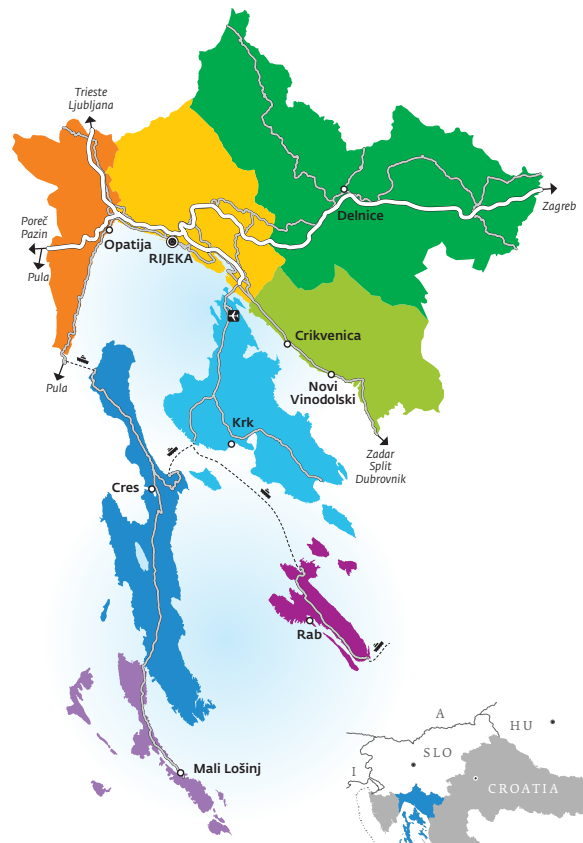 Trieste
Ljubljana
Poreč
Pazin
Pula
Opatija
RIJEKA
Delnice
Zagreb
Crikvenica
Novi
Vinodolski
Pula
Krk
Zadar
Split
Dubrovnik
Cres
Rab
Mali Lošinj
A
HU
SLO
I
CROATIA